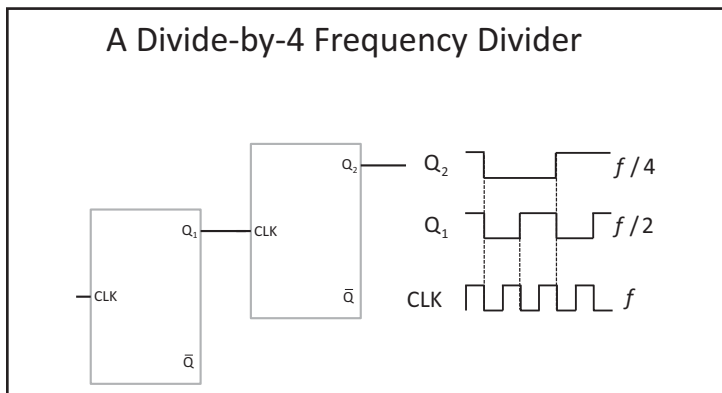 A Divide-by-4 Frequency Divider
Q₂
Q₂
f / 4
Q₁
CLK
Q₁
f / 2
CLK
Q̅
CLK
f
Q̅